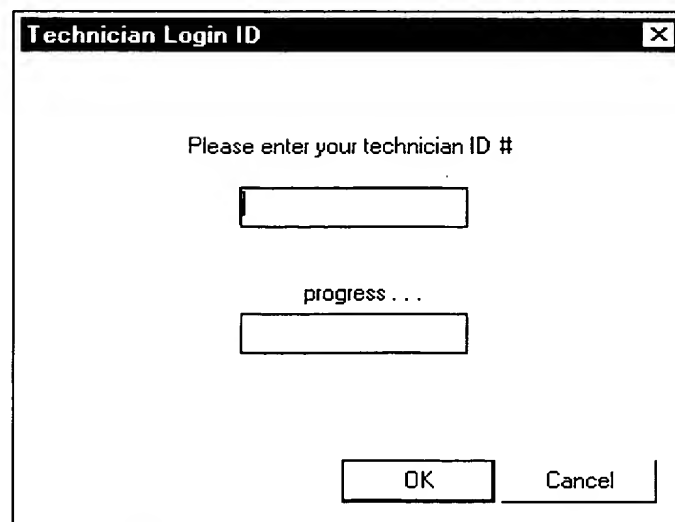 Technician Login ID
Please enter your technician ID #
progress . . .
OK
Cancel